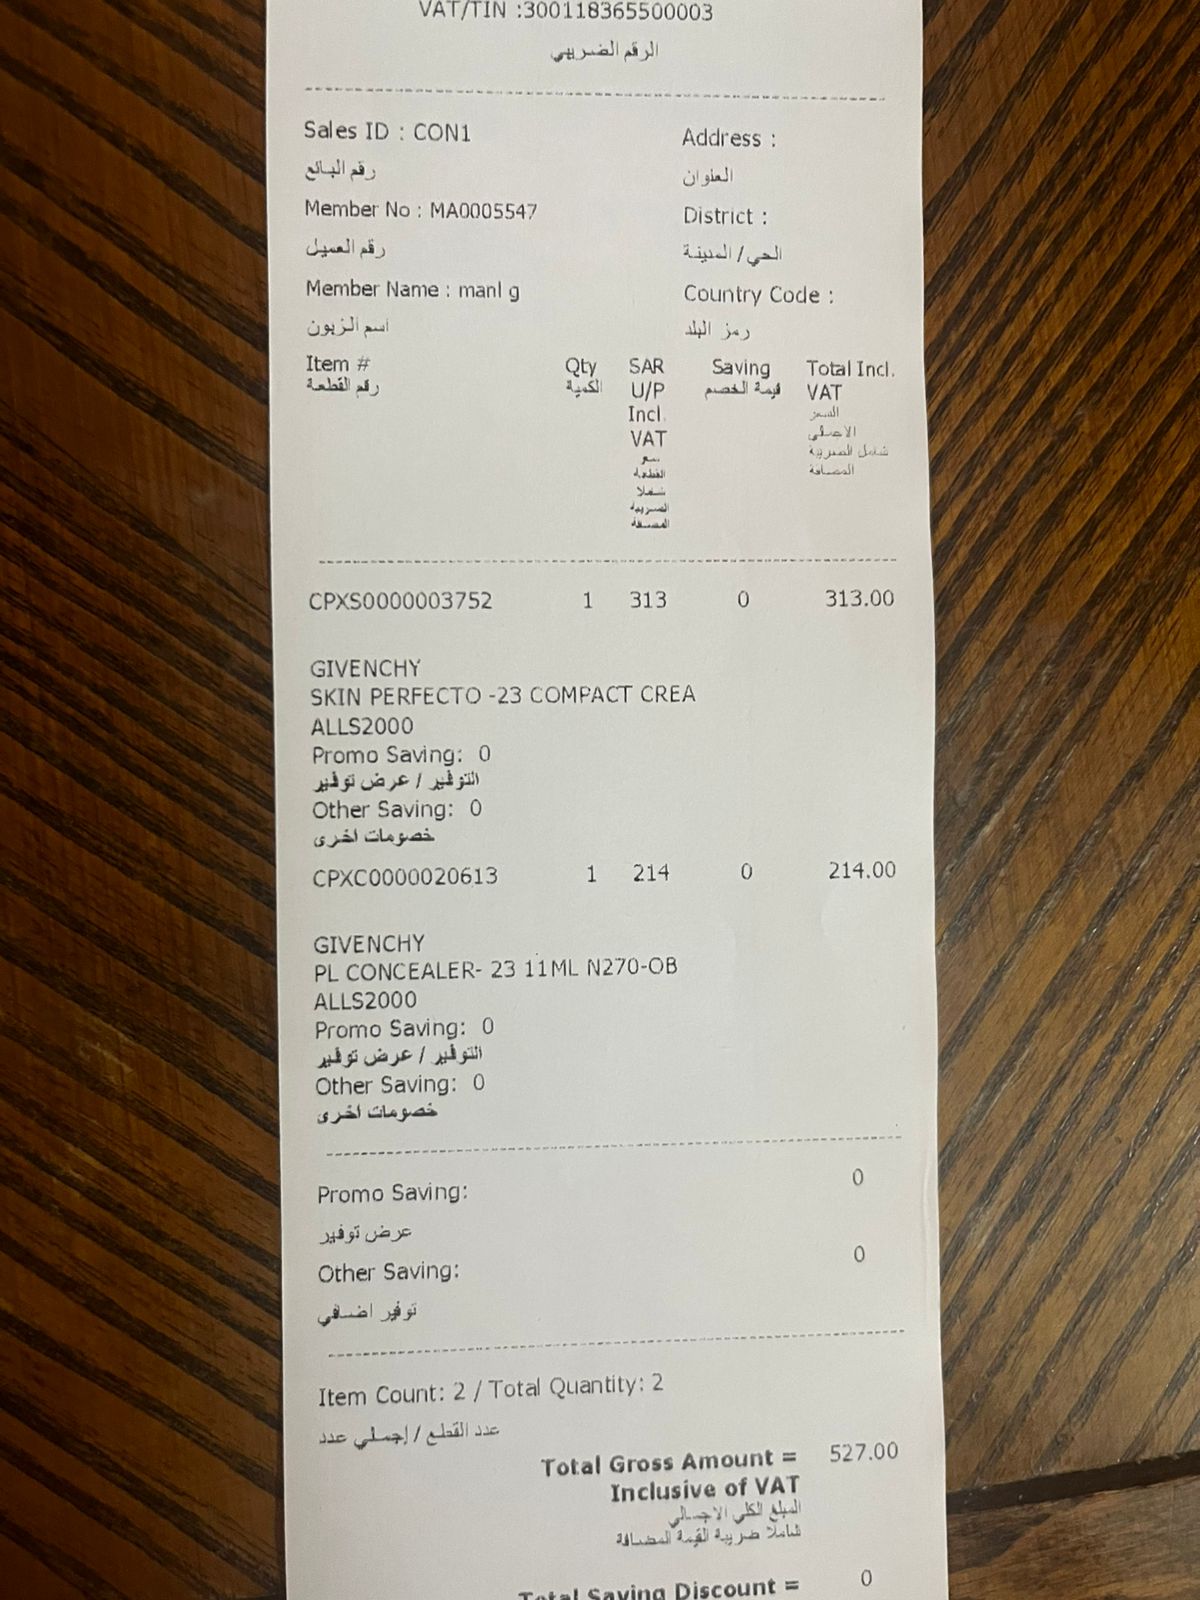 VAT/TIN :300118365500003
الرقم الضريبي
Sales ID : CON1
رقم البائع
Address :
العنوان
Member No : MA0005547
رقم العميل
District :
الحي / المدينة
Member Name : manl g
اسم الزبون
Country Code :
رمز البلد
Item #
رقم القطعة
Qty
الكمية
SAR
U/P
Incl.
VAT
سعر
القطعة
شاملا
الضريبة
المضافة
Saving
قيمة الخصم
Total Incl.
VAT
السعر
الاصلي
شامل الضريبة
المضافة
CPXS0000003752 1 313 0 313.00
GIVENCHY
SKIN PERFECTO -23 COMPACT CREA
ALLS2000
Promo Saving: 0
التوفير / عرض توفير
Other Saving: 0
خصومات اخرى
CPXC0000020613 1 214 0 214.00
GIVENCHY
PL CONCEALER- 23 11ML N270-OB
ALLS2000
Promo Saving: 0
التوفير / عرض توفير
Other Saving: 0
خصومات اخرى
Promo Saving: 0
عرض توفير
Other Saving: 0
توفير اضافي
Item Count: 2 / Total Quantity: 2
عدد القطع / إجملي عدد
Total Gross Amount = 527.00
Inclusive of VAT
المبلغ الكلي الاجمالي
شاملا ضريبة القيمة المضافة
Total Saving Discount = 0